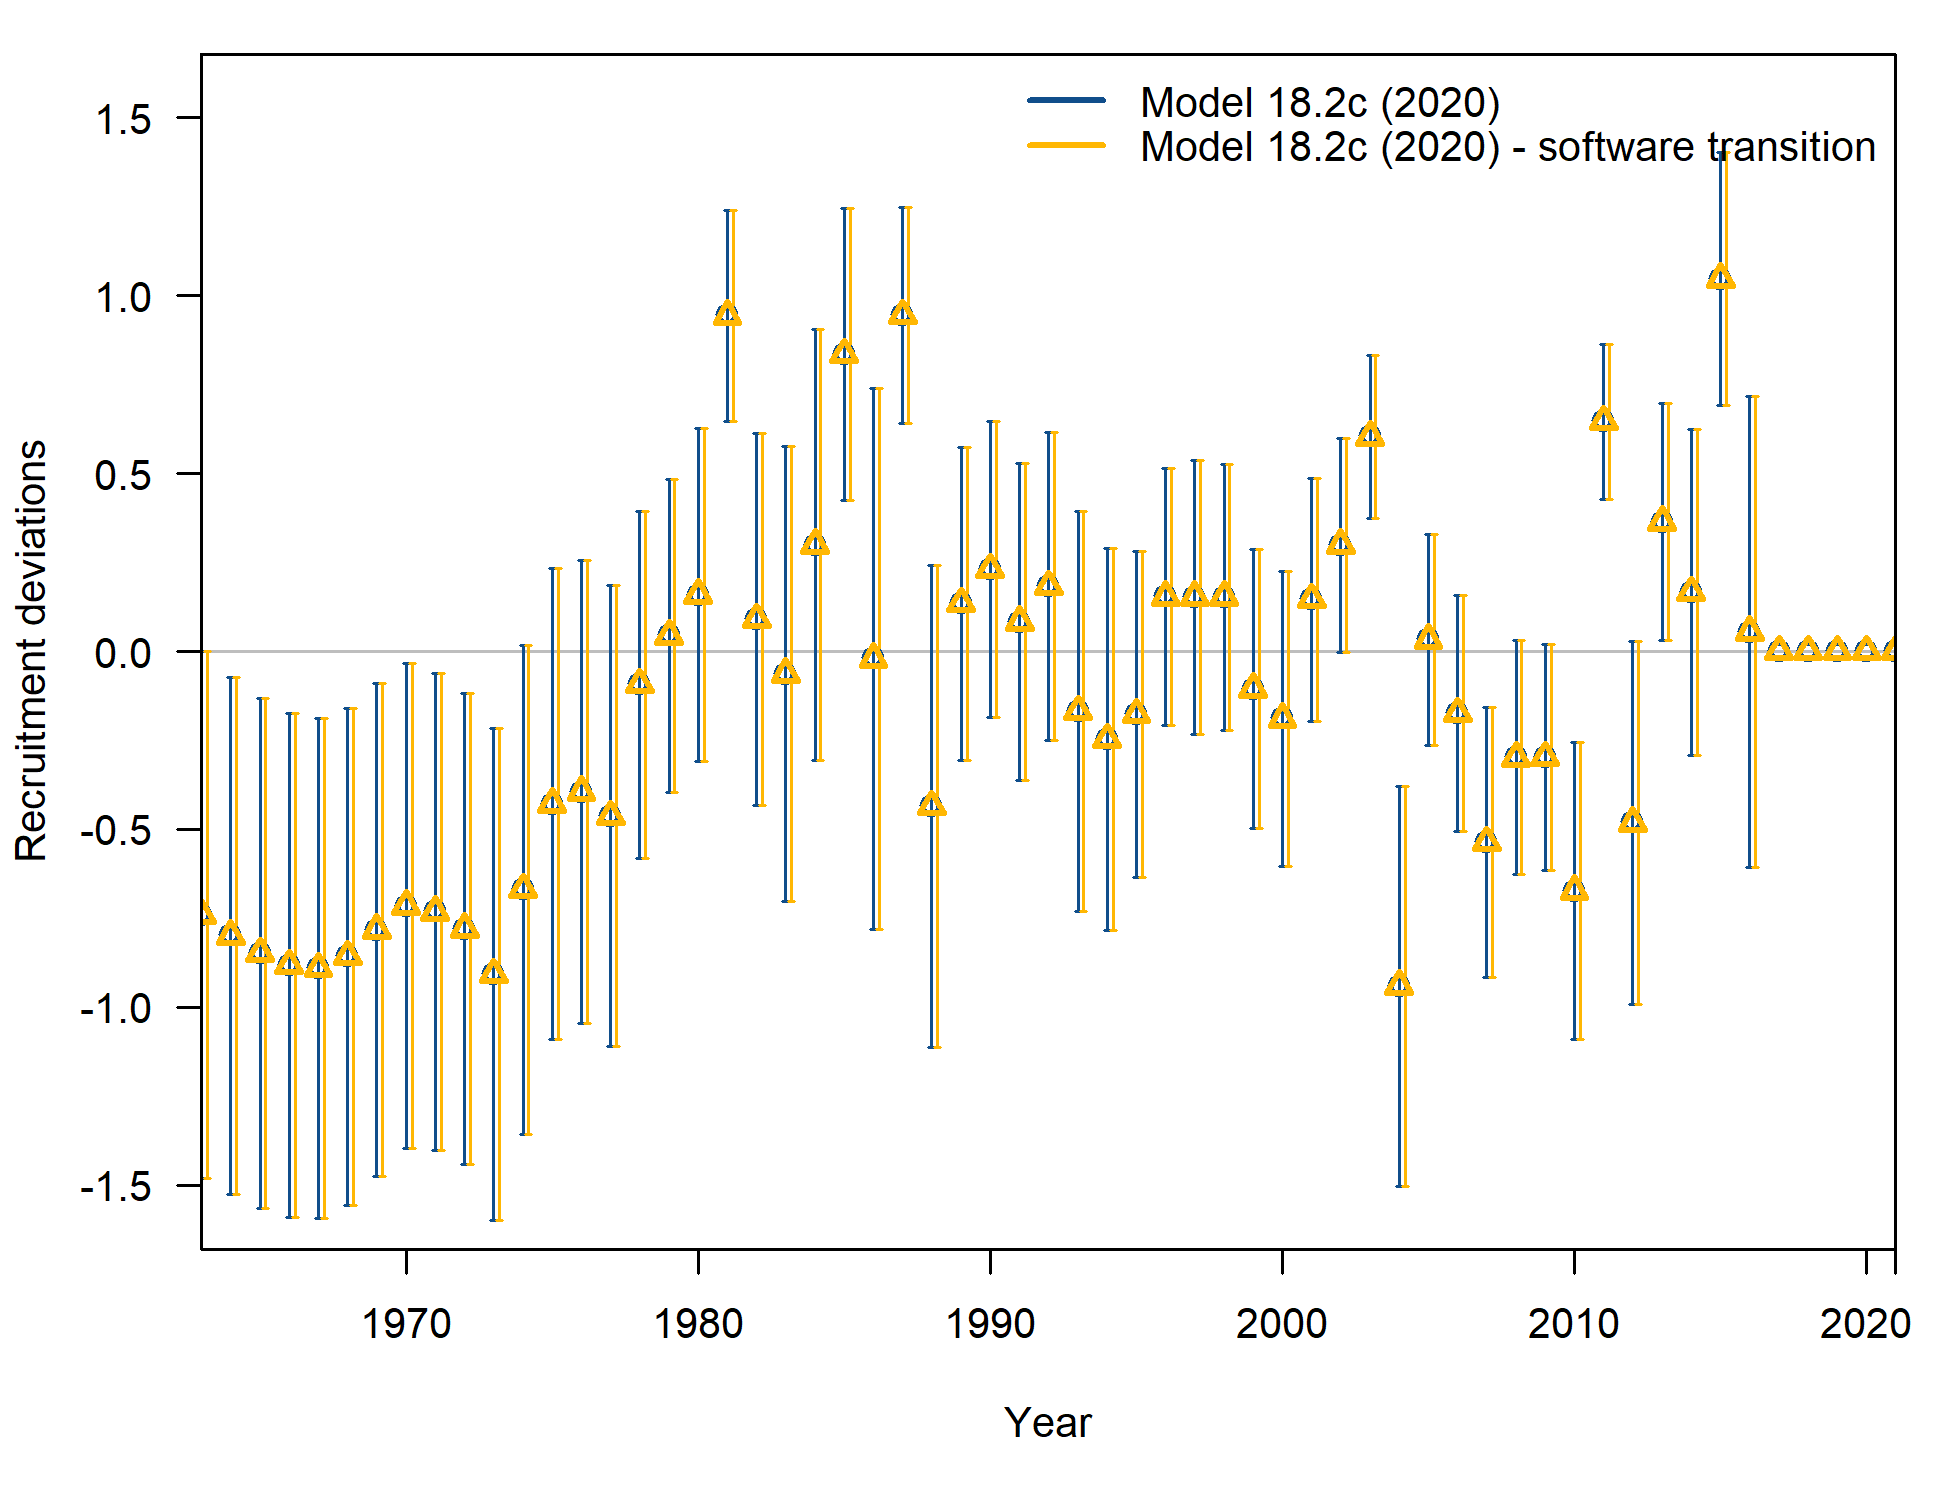 Model 18.2c (2020)
Model 18.2c (2020) - software transition
Recruitment deviations
1.5
1.0
0.5
0.0
-0.5
-1.0
-1.5
1970 1980 1990 2000 2010 2020
Year